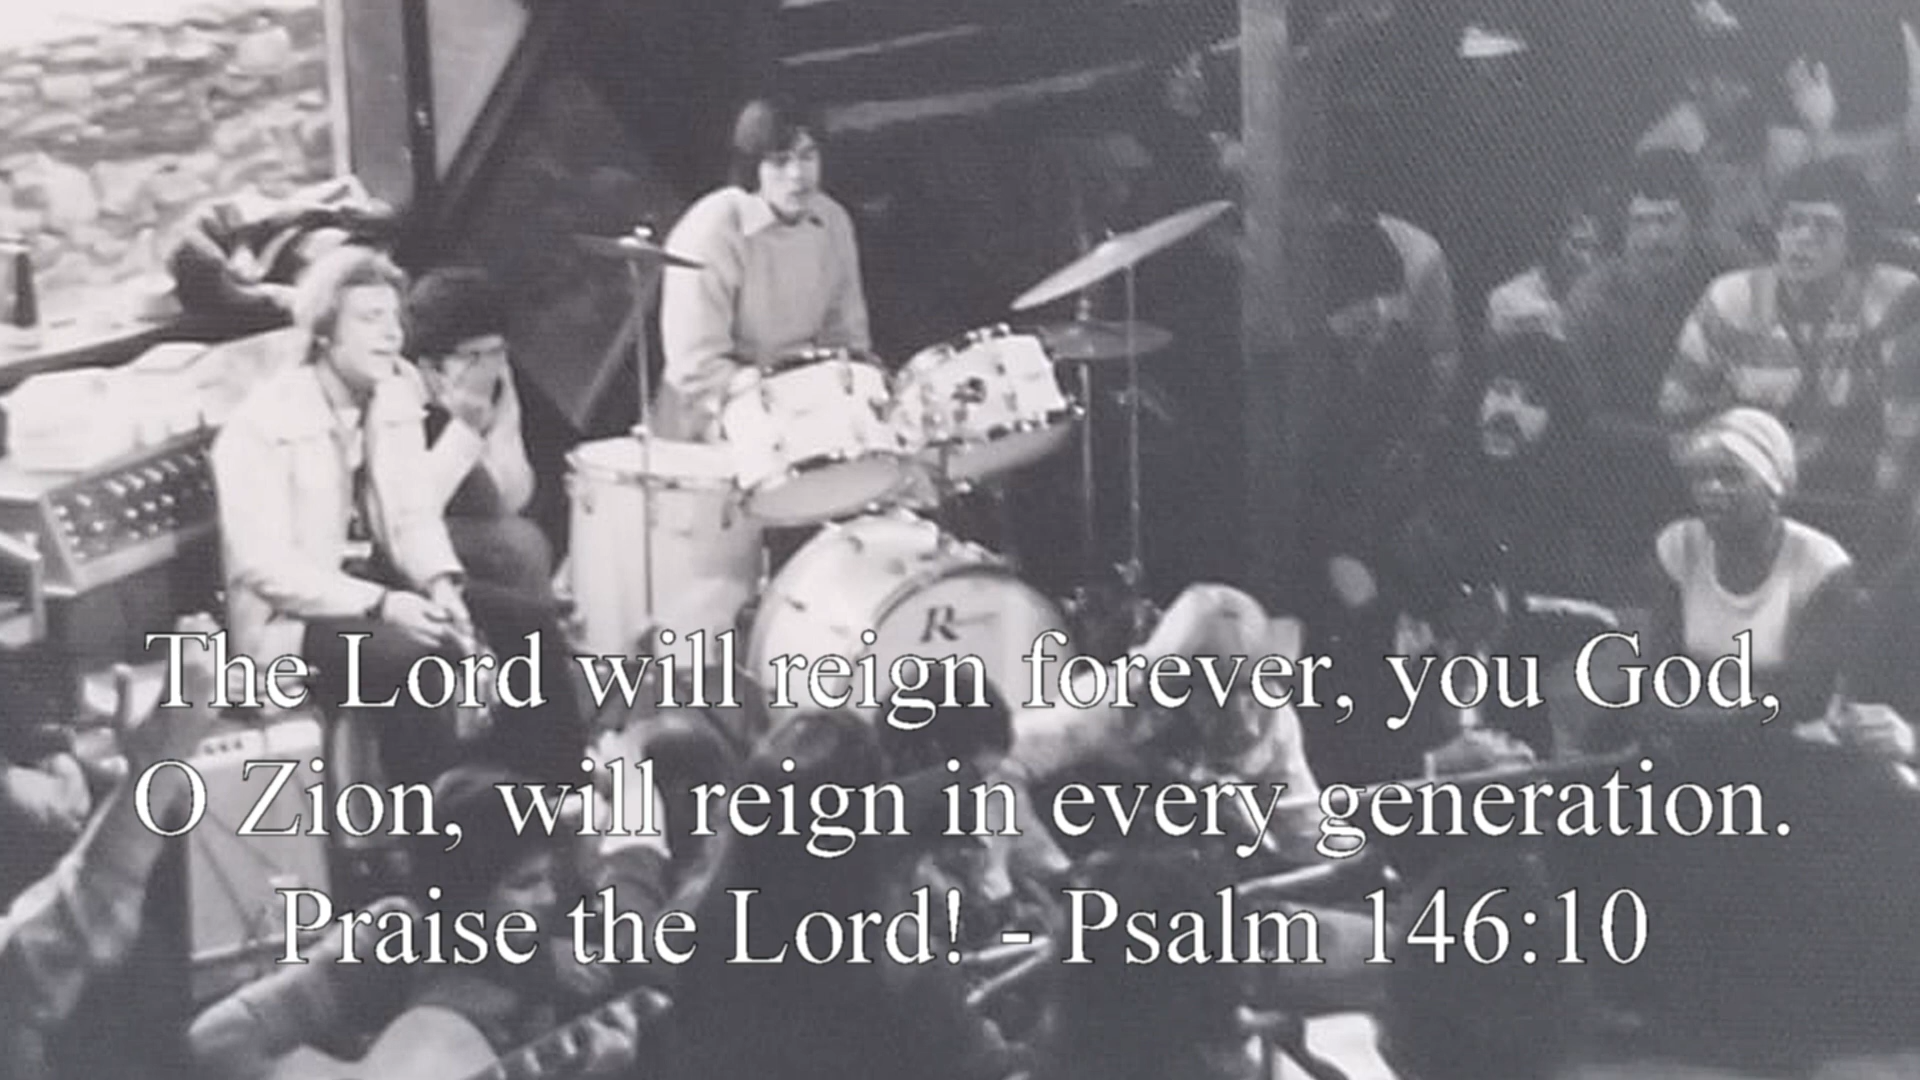 R
The Lord will reign forever, you God,
O Zion, will reign in every generation.
Praise the Lord! - Psalm 146:10